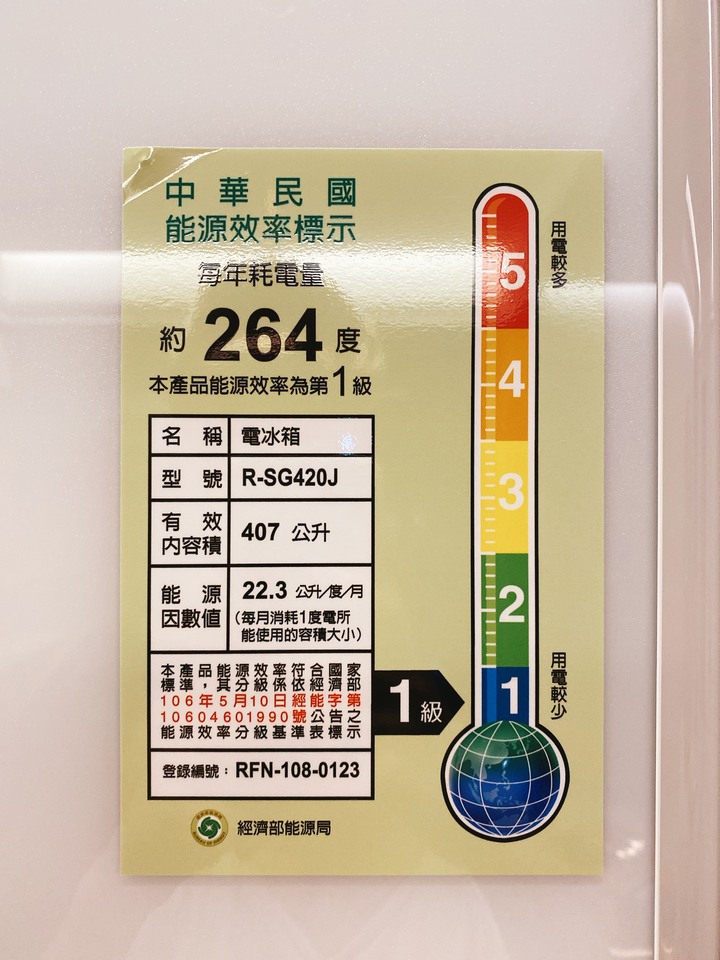 中華民國
能源效率標示
每年耗電量
約 264 度
本產品能源效率為第1級
名稱 電冰箱
型號 R-SG420J
有效
內容積 407 公升
能源
因數值 22.3 公升/度/月
(每月消耗1度電所
能使用的容積大小)
本產品能源效率符合國家
標準，其分級係依經濟部
106年5月10日經能字第
10604601990號公告之
能源效率分級基準表標示
登錄編號：RFN-108-0123
經濟部能源局
用電較多
5
4
3
2
1
用電較少
1級